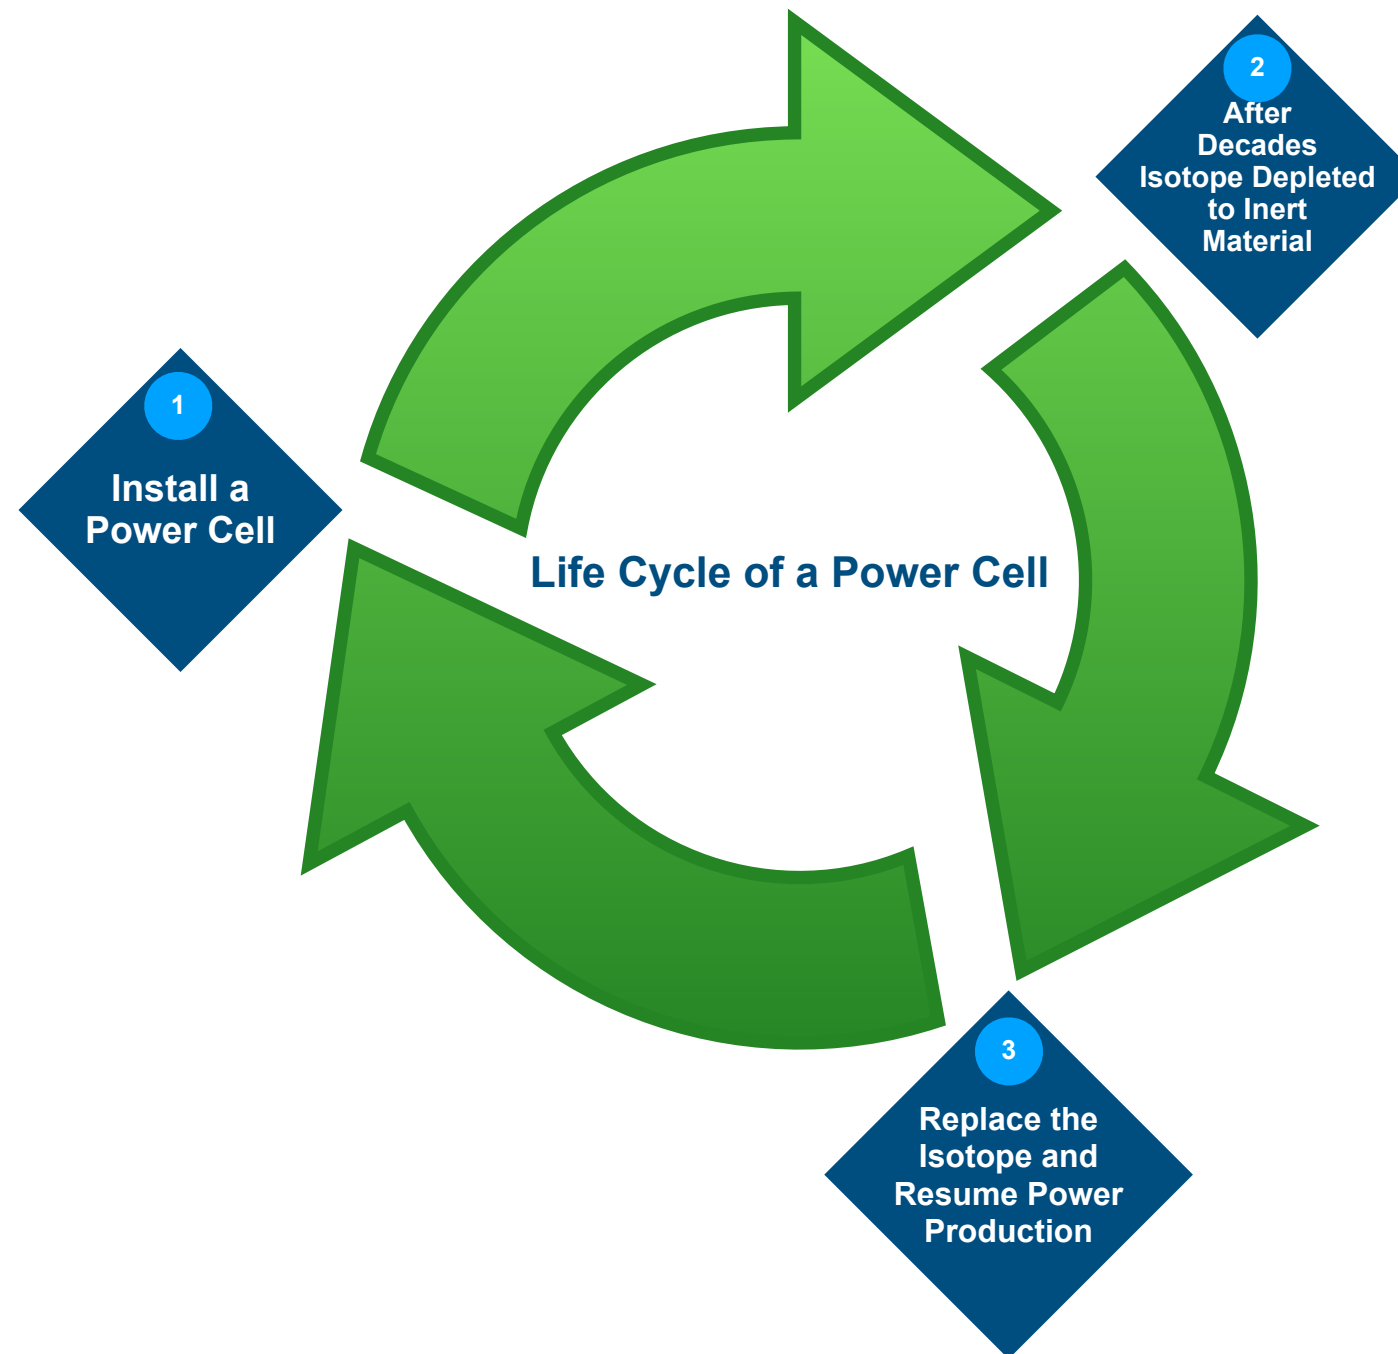 1
Install a
Power Cell
2
After
Decades
Isotope Depleted
to Inert
Material
Life Cycle of a Power Cell
3
Replace the
Isotope and
Resume Power
Production